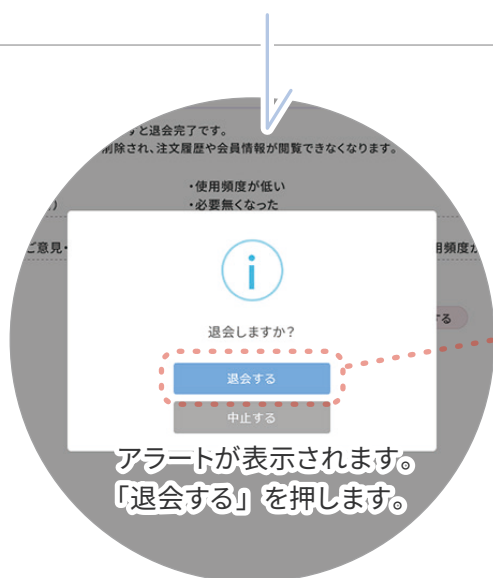 すと退会完了です。
削除され、注文履歴や会員情報が閲覧できなくなります。
・使用頻度が低い
)
・必要無くなった
ご意見・
用頻度が
i
退会しますか?
する
退会する
中止する
アラートが表示されます。
「退会する」を押します。